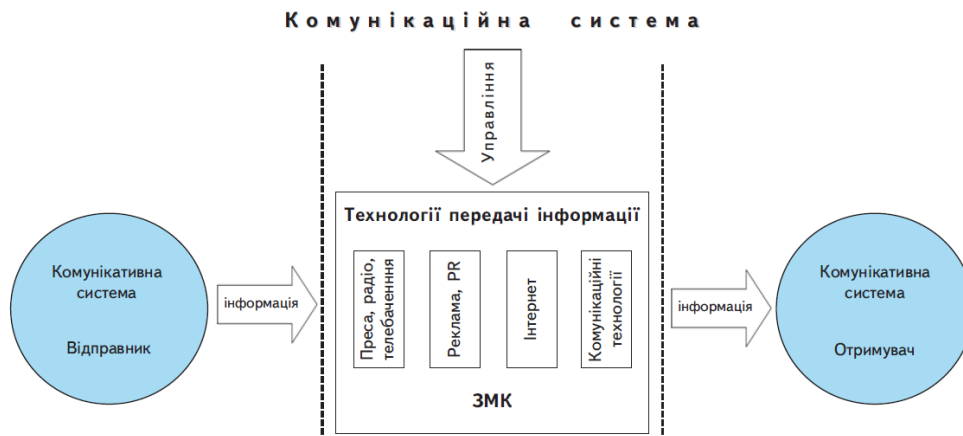 Комунікаційна система
Управління
Технології передачі інформації
Комунікативна
система
Відправник
інформація
Преса, радіо,
телебаченння
Реклама, PR
Інтернет
Комунікаційні
технології
ЗМК
інформація
Комунікативна
система
Отримувач